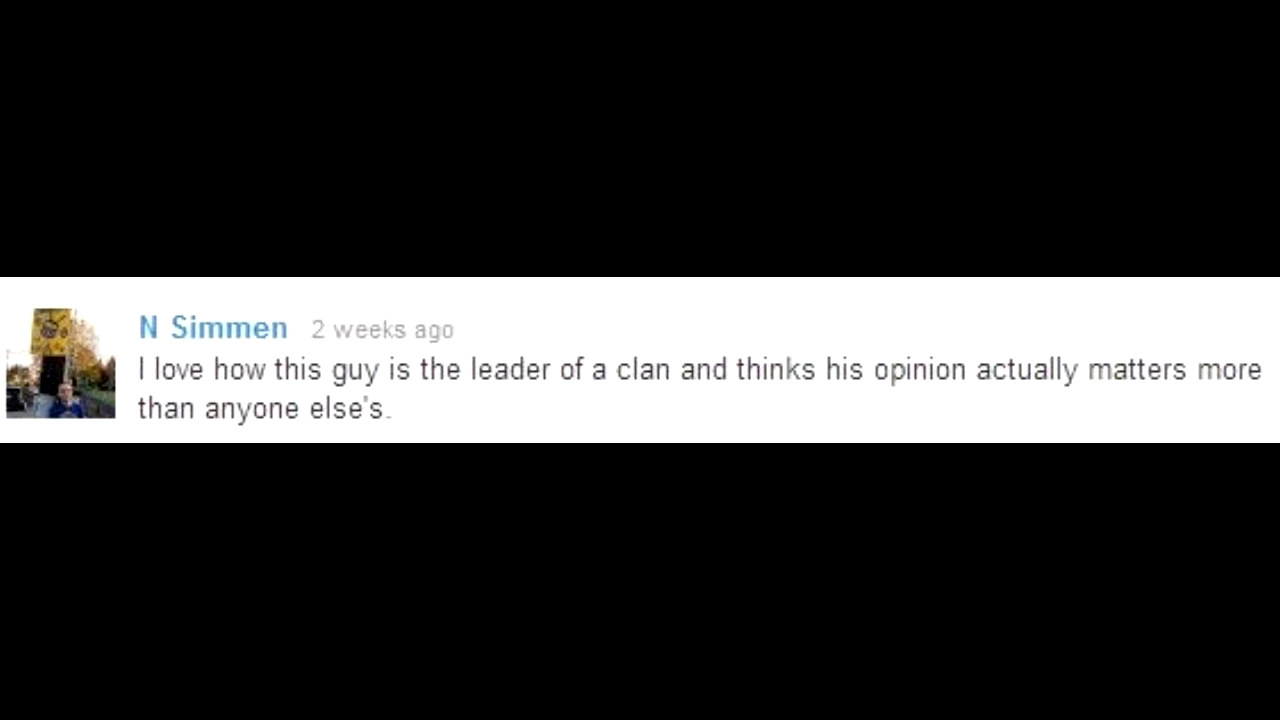 N Simmen 2 weeks ago
I love how this guy is the leader of a clan and thinks his opinion actually matters more
than anyone else's.